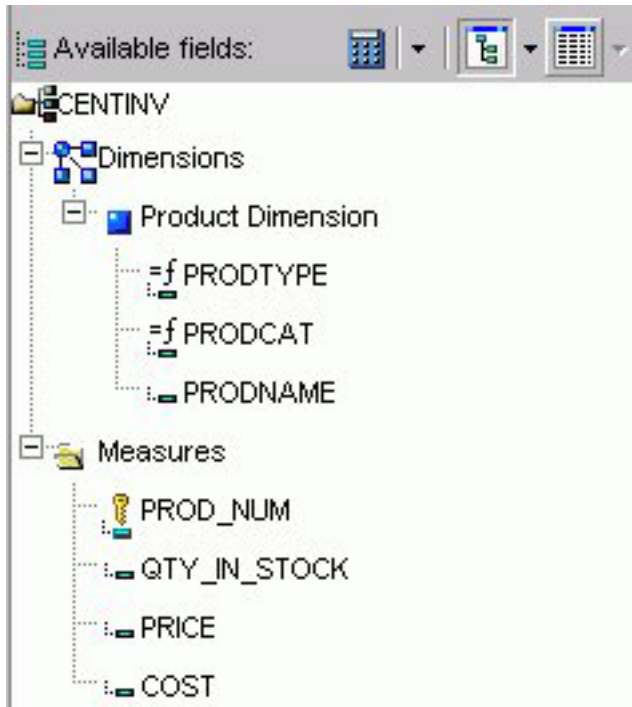 Available fields:
CENTINV
Dimensions
Product Dimension
=f PRODTYPE
=f PRODCAT
PRODNAME
Measures
PROD_NUM
QTY_IN_STOCK
PRICE
COST